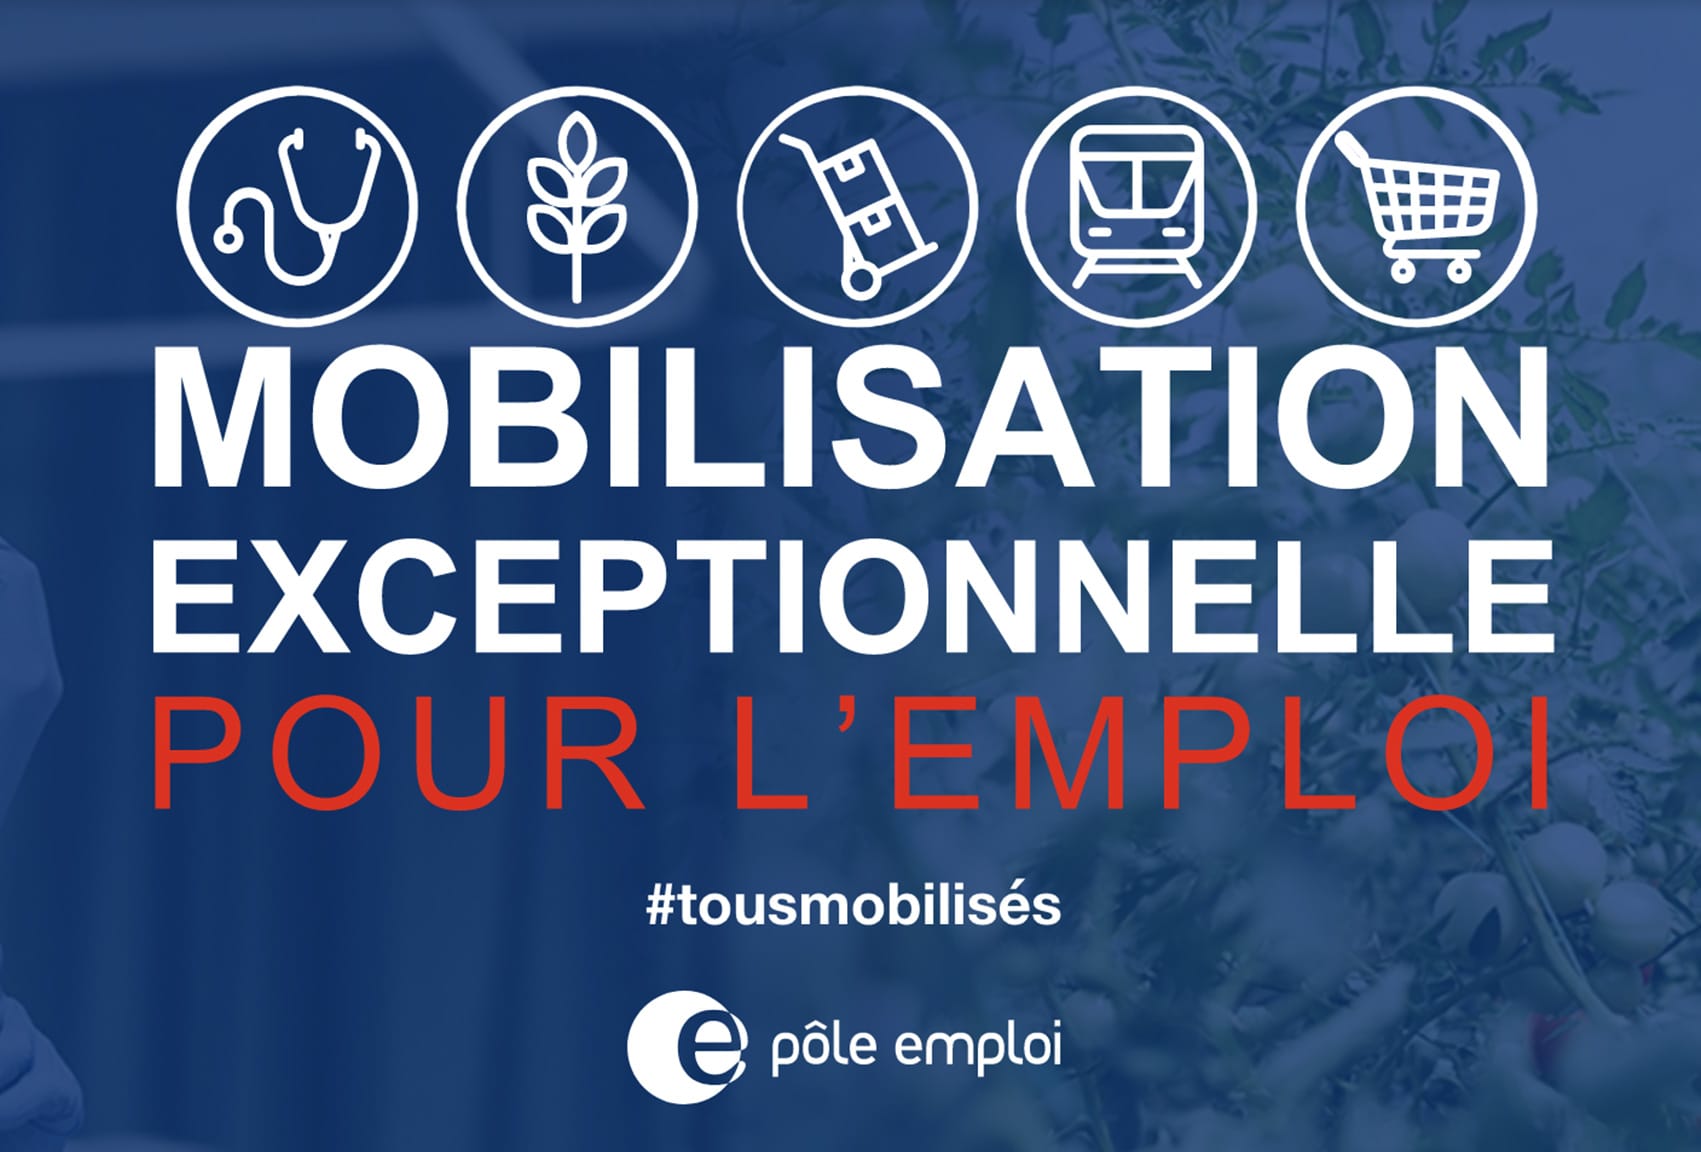 MOBILISATION
EXCEPTIONNELLE
POUR L’EMPLOI
#tousmobilisés
e pôle emploi